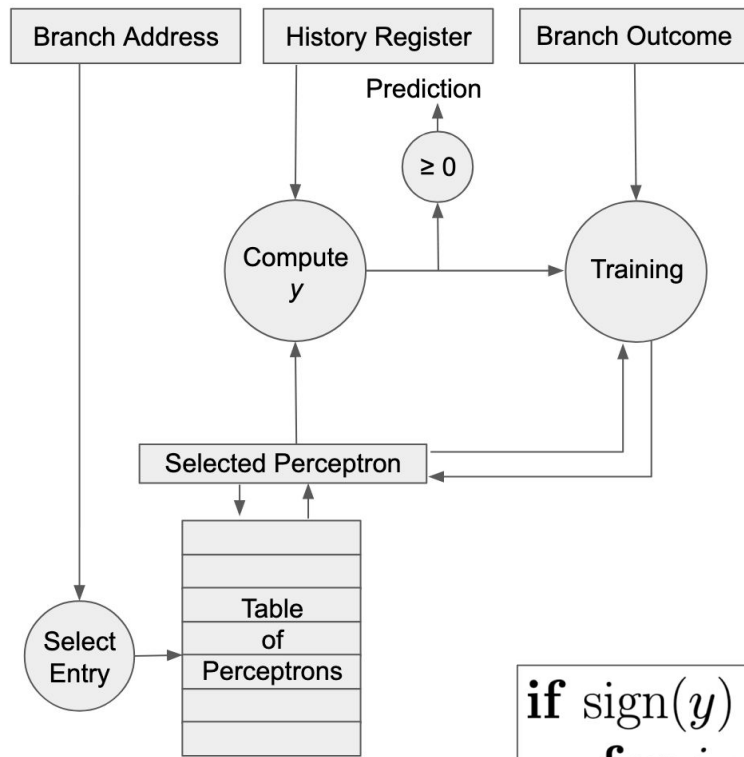 Branch Address
History Register
Branch Outcome
Prediction
≥ 0
Compute
y
Training
Selected Perceptron
Table
of
Perceptrons
Select
Entry
if sign(y)